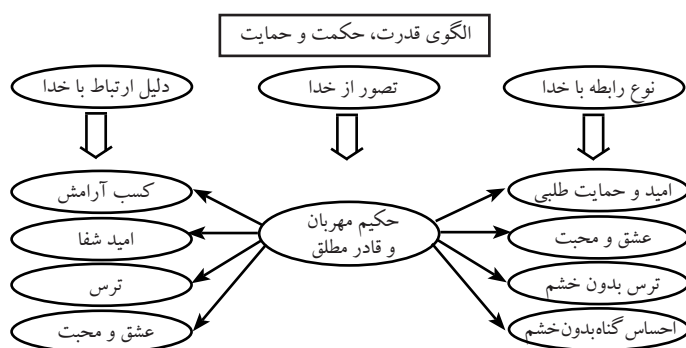 الگوی قدرت، حکمت و حمایت
نوع رابطه با خدا
تصور از خدا
دلیل ارتباط با خدا
امید و حمایت طلبی
عشق و محبت
ترس بدون خشم
احساس گناه‌بدون‌خشم
حکیم مهربان
و قادر مطلق
کسب آرامش
امید شفا
ترس
عشق و محبت